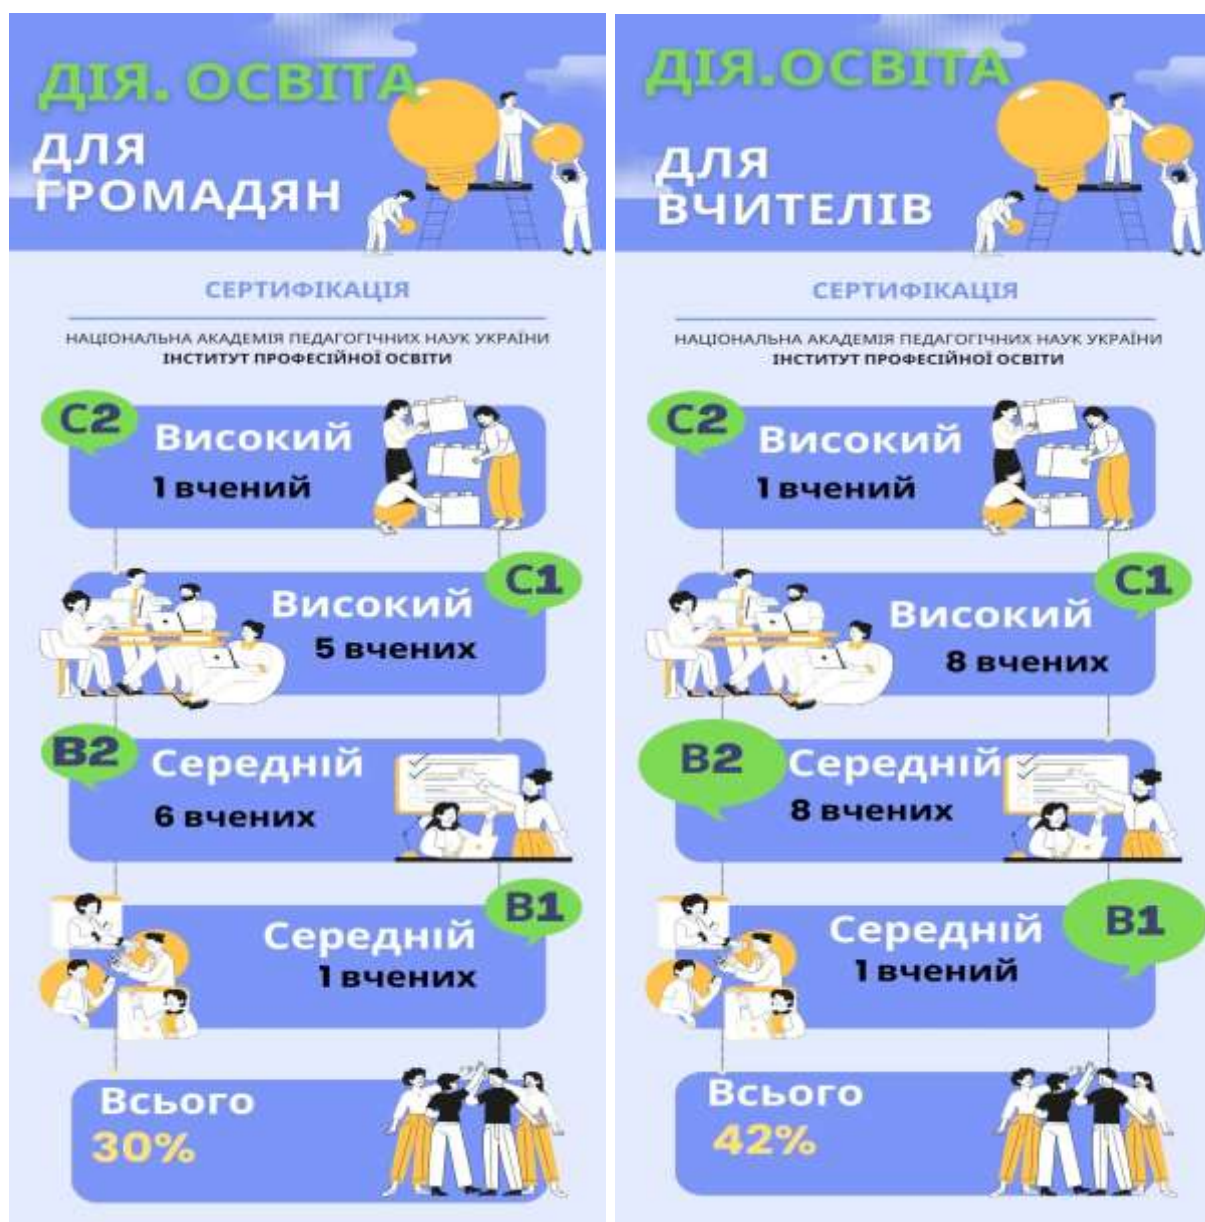 ДІЯ. ОСВІТА
ДЛЯ
ГРОМАДЯН
СЕРТИФІКАЦІЯ
НАЦІОНАЛЬНА АКАДЕМІЯ ПЕДАГОГІЧНИХ НАУК УКРАЇНИ
ІНСТИТУТ ПРОФЕСІЙНОЇ ОСВІТИ
C2
Високий
1 вчений
C1
Високий
5 вчених
B2
Середній
6 вчених
B1
Середній
1 вчених
Всього
30%
ДІЯ.ОСВІТА
ДЛЯ
ВЧИТЕЛІВ
СЕРТИФІКАЦІЯ
НАЦІОНАЛЬНА АКАДЕМІЯ ПЕДАГОГІЧНИХ НАУК УКРАЇНИ
ІНСТИТУТ ПРОФЕСІЙНОЇ ОСВІТИ
C2
Високий
1 вчений
C1
Високий
8 вчених
B2
Середній
8 вчених
B1
Середній
1 вчений
Всього
42%